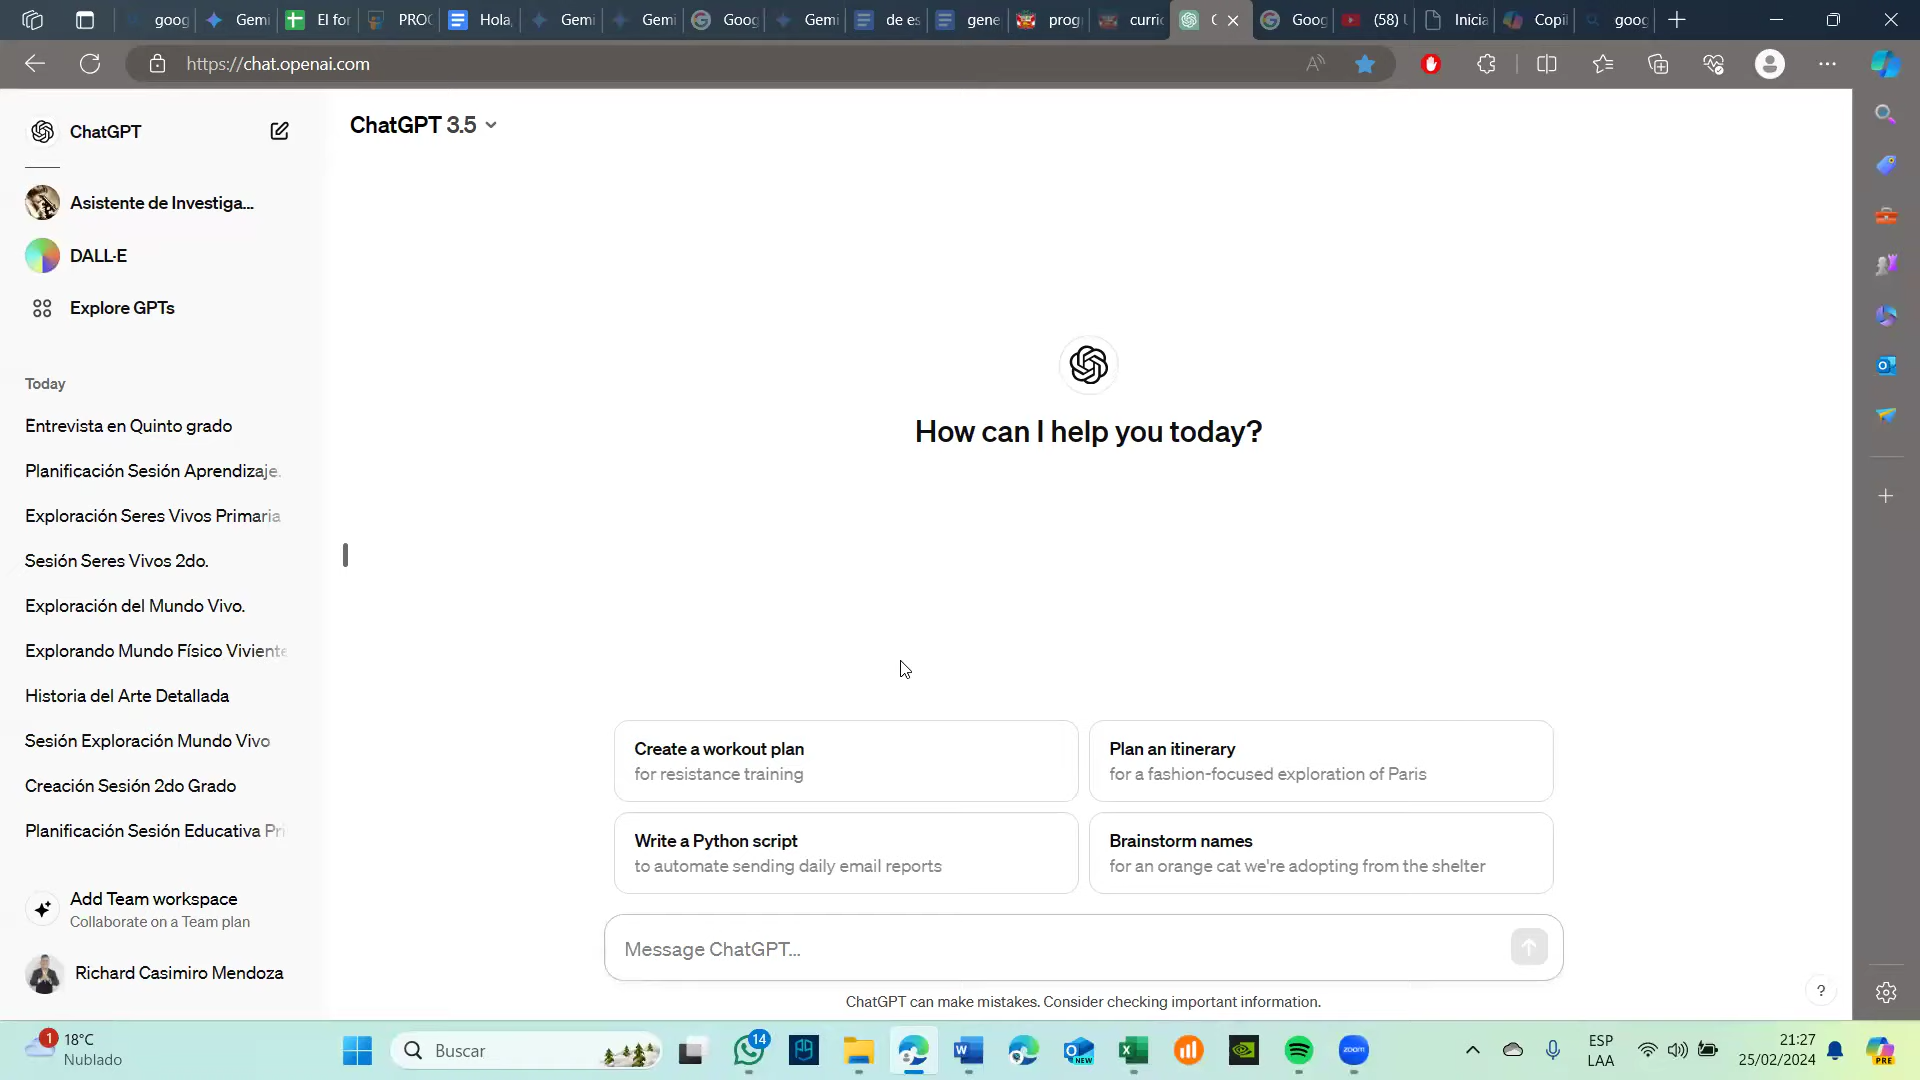 goog
Gemi
El for
PROC
Hola,
Gemi
Gemi
Goog
Gemi
de es
gene
prog
curric
Goog
(58)
Inicia
Copil
goog
https://chat.openai.com
ChatGPT
ChatGPT 3.5
Asistente de Investiga...
DALL·E
Explore GPTs
Today
Entrevista en Quinto grado
Planificación Sesión Aprendizaje.
Exploración Seres Vivos Primaria
Sesión Seres Vivos 2do.
Exploración del Mundo Vivo.
Explorando Mundo Físico Viviente
Historia del Arte Detallada
Sesión Exploración Mundo Vivo
Creación Sesión 2do Grado
Planificación Sesión Educativa Pri
Add Team workspace
Collaborate on a Team plan
Richard Casimiro Mendoza
How can I help you today?
Create a workout plan
for resistance training
Plan an itinerary
for a fashion-focused exploration of Paris
Write a Python script
to automate sending daily email reports
Brainstorm names
for an orange cat we're adopting from the shelter
Message ChatGPT...
ChatGPT can make mistakes. Consider checking important information.
?
1
18°C
Nublado
Buscar
14
NEW
zoom
ESP
LAA
21:27
25/02/2024
PRE